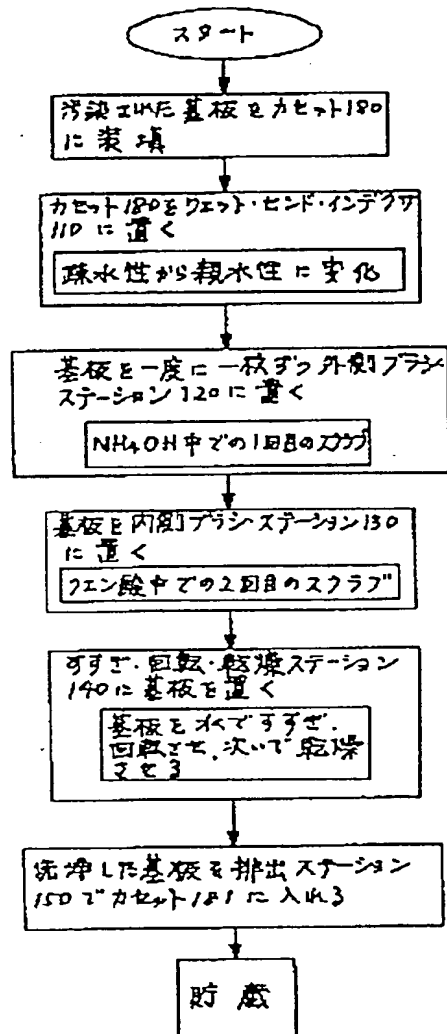 スタート
汚染された基板をカセット180
に装填
カセット180をウェット・センド・インデクサ
110に置く
疎水性から親水性に変化
基板を一度に一枚ずつ外側ブラシ
ステーション120に置く
NH4OH中での1回目のスクラブ
基板を内側ブラシ・ステーション130
に置く
クエン酸中での2回目のスクラブ
すすぎ・回転・乾燥ステーション
140に基板を置く
基板を水ですすぎ、
回転させ、次いで乾燥
させる
洗浄した基板を排出ステーション
150でカセット181に入れる
貯蔵